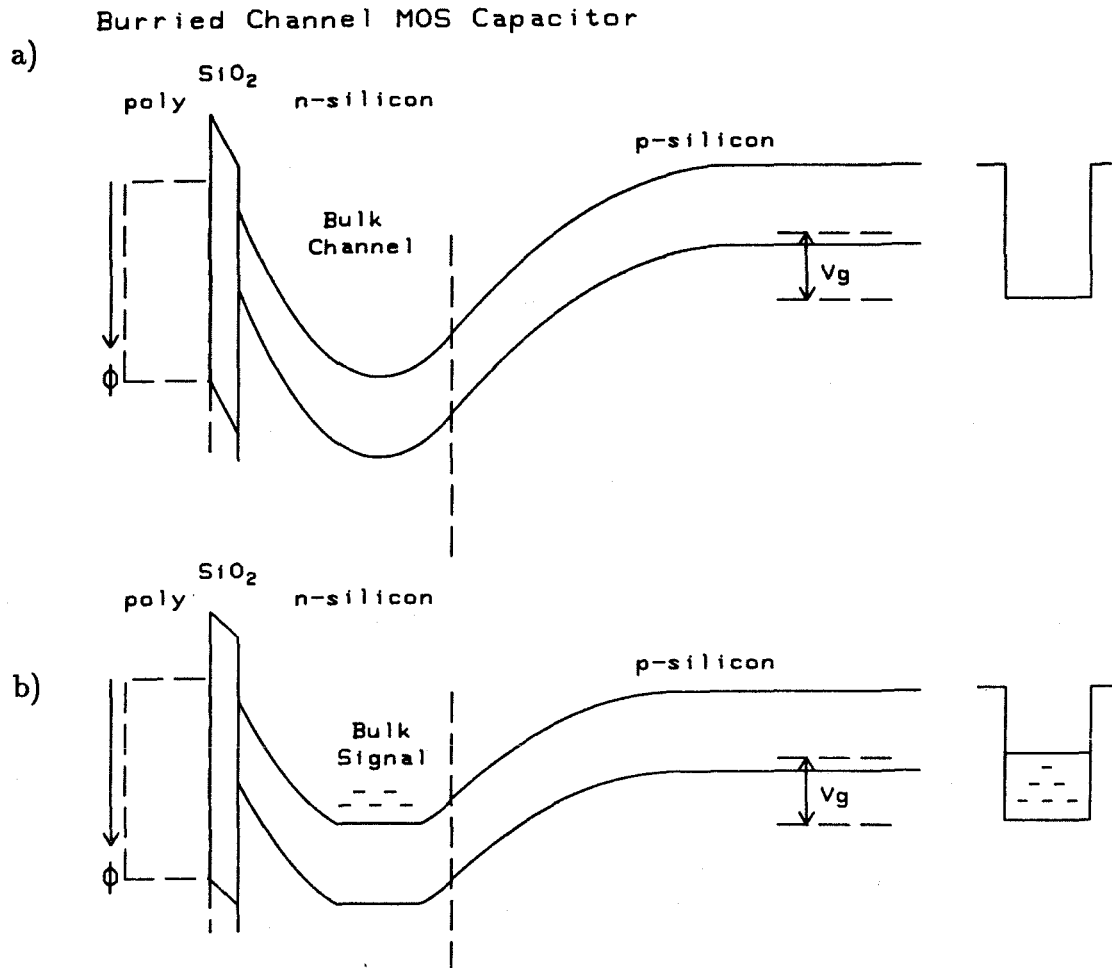 Burried Channel MOS Capacitor
a)
SiO2
poly n-silicon
p-silicon
Bulk
Channel
Vg
Φ
SiO2
poly n-silicon
p-silicon
b)
Bulk
Signal
Vg
Φ